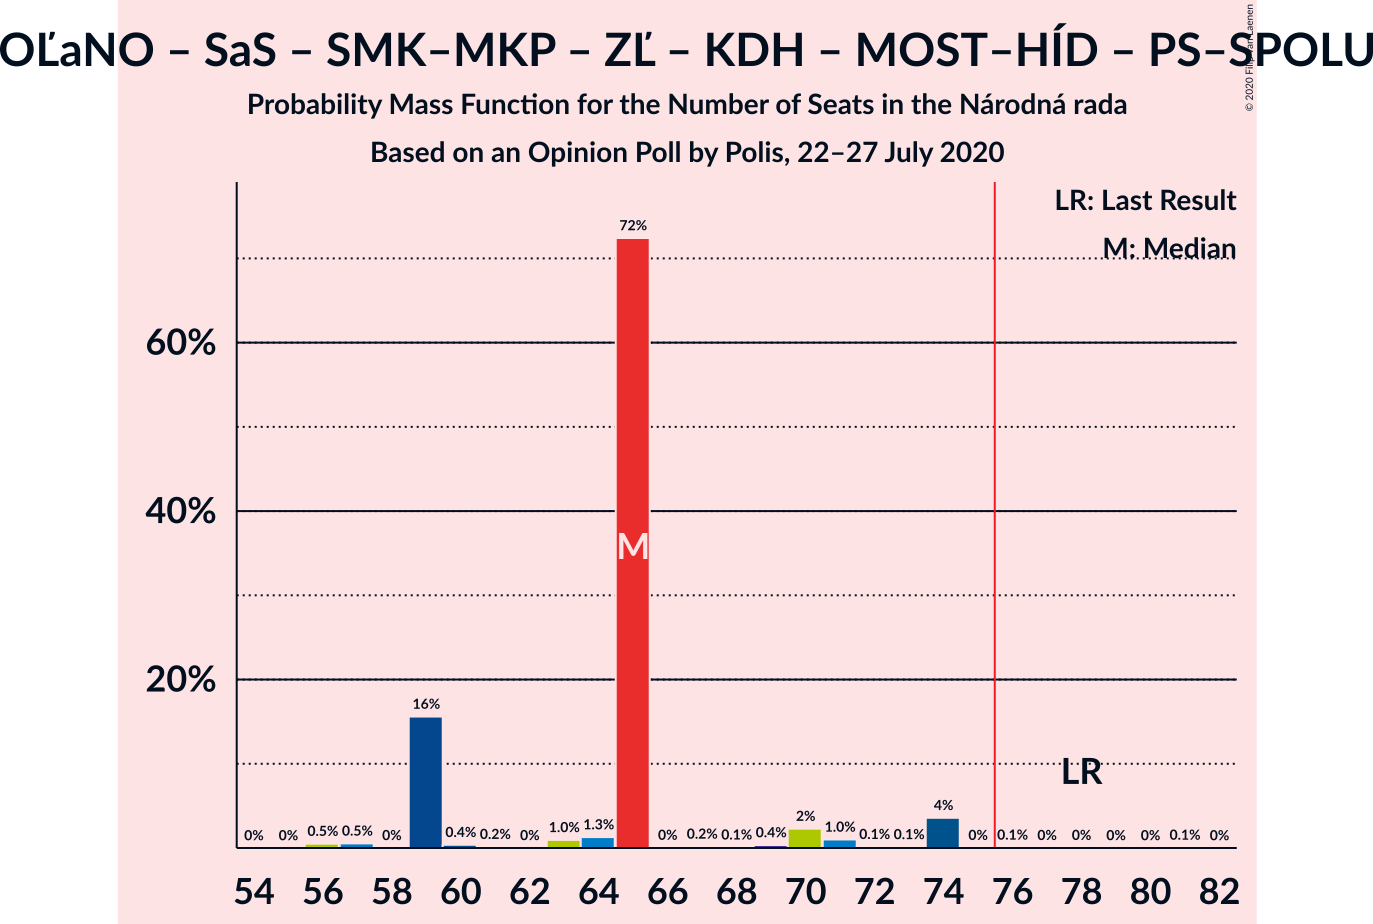 OĽaNO – SaS – SMK–MKP – ZĽ – KDH – MOST–HÍD – PS–SPOLU
© 2020 Filip van Laenen
Probability Mass Function for the Number of Seats in the Národná rada
Based on an Opinion Poll by Polis, 22–27 July 2020
LR: Last Result
M: Median
60%
40%
20%
0% 0% 0.5% 0.5% 0% 16% 0.4% 0.2% 0% 1.0% 1.3% 72% 0% 0.2% 0.1% 0.4% 2% 1.0% 0.1% 0.1% 4% 0% 0.1% 0% 0% 0% 0% 0.1% 0%
M
LR
54 56 58 60 62 64 66 68 70 72 74 76 78 80 82